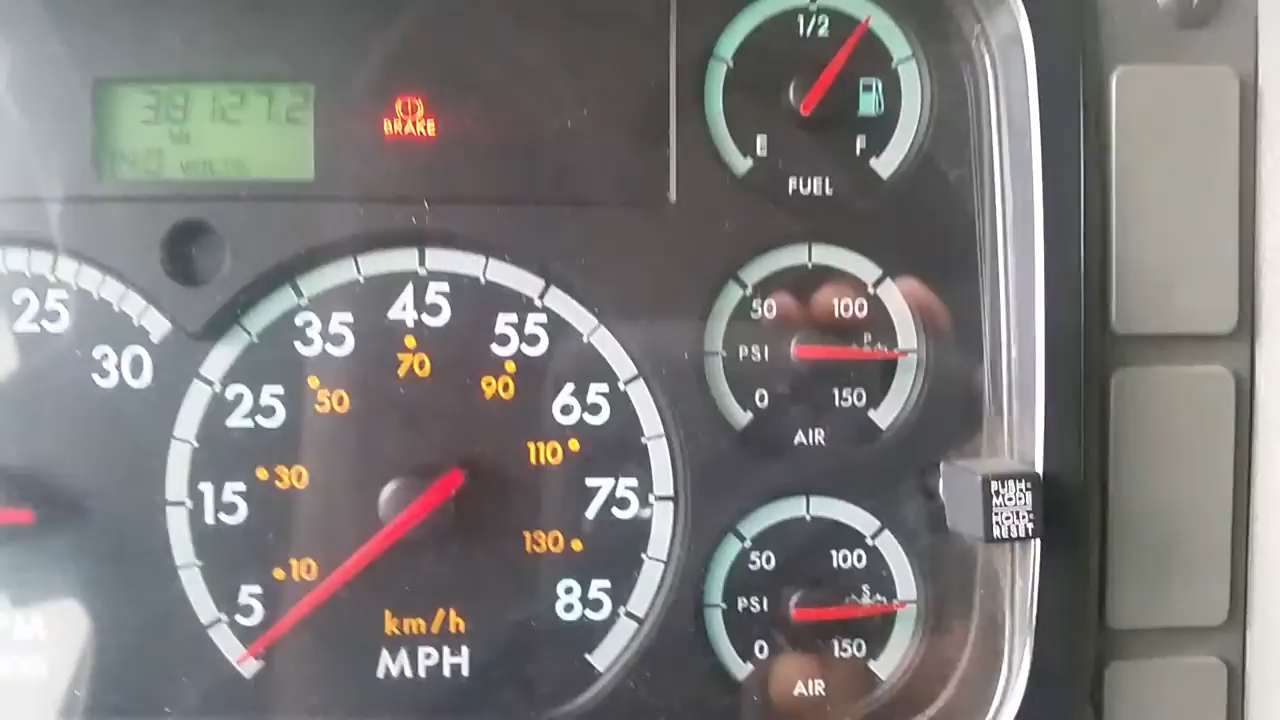 381272
BRAKE
VOLTS
1/2
E F
FUEL
25
30
5
15
25
35
45
55
65
75
85
10
30
50
70
90
110
130
km/h
MPH
50 100
PSI
0 150
AIR
50 100
PSI
0 150
AIR
PUSH-
MODE
HOLD-
RESET